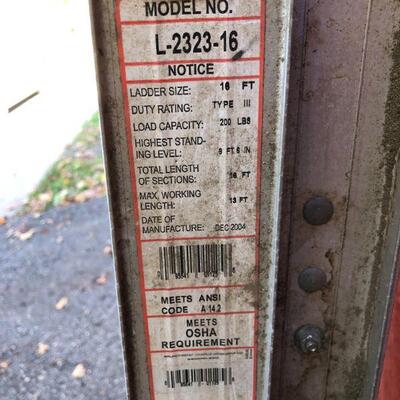 MODEL NO.
L-2323-16
NOTICE
LADDER SIZE: 16 FT
DUTY RATING: TYPE III
LOAD CAPACITY: 200 LBS
HIGHEST STAND-
ING LEVEL: 9 FT. 6 IN
TOTAL LENGTH
OF SECTIONS: 16 FT
MAX. WORKING
LENGTH: 13 FT
DATE OF
MANUFACTURE: DEC 2004
MEETS ANSI
CODE A 14.2
MEETS
OSHA
REQUIREMENT